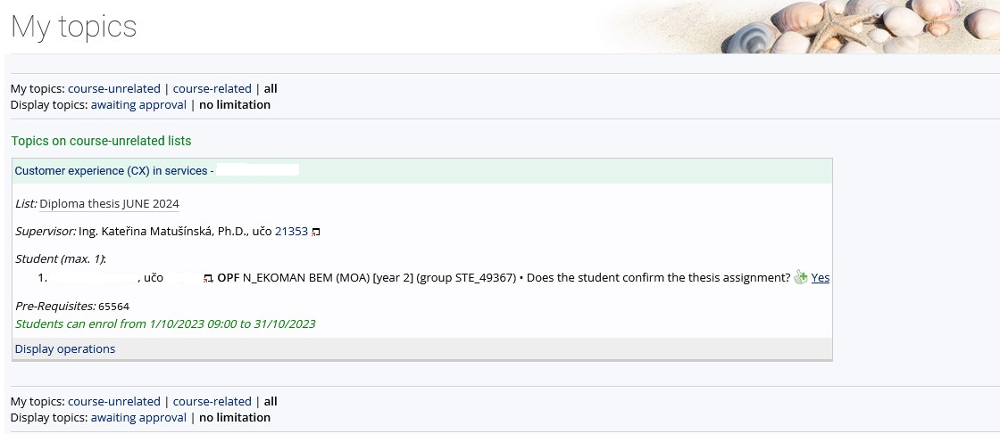 My topics
My topics: course-unrelated | course-related | all
Display topics: awaiting approval | no limitation
Topics on course-unrelated lists
Customer experience (CX) in services -
List: Diploma thesis JUNE 2024
Supervisor: Ing. Kateřina Matušínská, Ph.D., učo 21353
Student (max. 1):
1. , učo , OPF N_EKOMAN BEM (MOA) [year 2] (group STE_49367) • Does the student confirm the thesis assignment? Yes
Pre-Requisites: 65564
Students can enrol from 1/10/2023 09:00 to 31/10/2023
Display operations
My topics: course-unrelated | course-related | all
Display topics: awaiting approval | no limitation